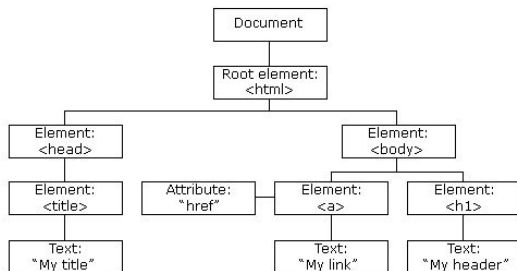 Document
Root element:
<html>
Element:
<head>
Element:
<body>
Element:
<title>
Attribute:
"href"
Element:
<a>
Element:
<h1>
Text:
"My title"
Text:
"My link"
Text:
"My header"